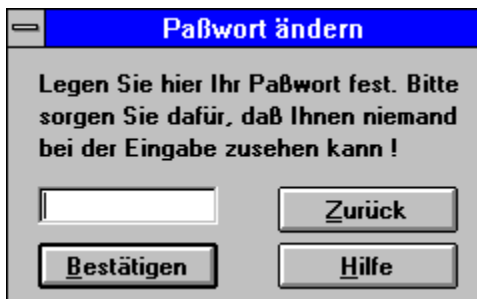 Paßwort ändern
Legen Sie hier Ihr Paßwort fest. Bitte
sorgen Sie dafür, daß Ihnen niemand
bei der Eingabe zusehen kann !
Zurück
Bestätigen
Hilfe